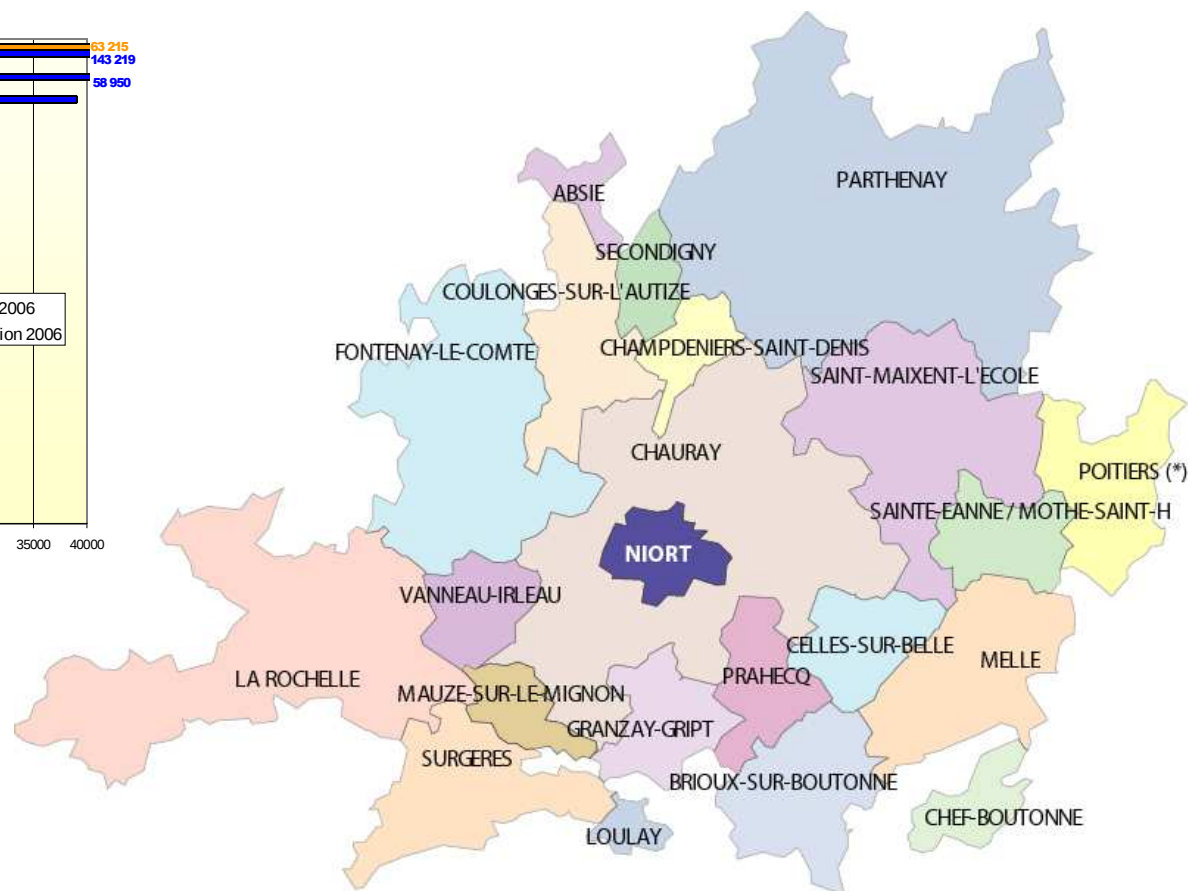 63 215
143 219
58 950
2006
ion 2006
35000 40000
PARTHENAY
ABSIE
SECONDIGNY
COULONGES-SUR-L'AUTIZE
FONTENAY-LE-COMTE
CHAMPDENIERS-SAINT-DENIS
SAINT-MAIXENT-L'ECOLE
CHAURAY
POITIERS (*)
SAINTE-EANNE / MOTHE-SAINT-H
NIORT
VANNEAU-IRLEAU
CELLES-SUR-BELLE
MELLE
LA ROCHELLE
PRAHECQ
MAUZE-SUR-LE-MIGNON
GRANZAY-GRIPT
SURGERES
BRIOUX-SUR-BOUTONNE
CHEF-BOUTONNE
LOULAY